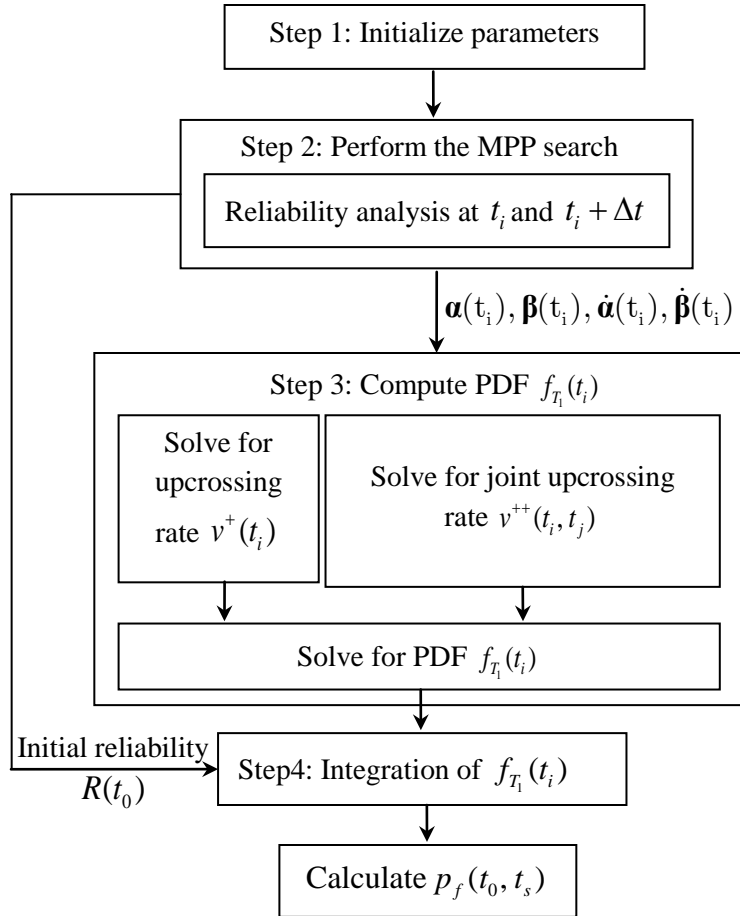 Step 1: Initialize parameters
Step 2: Perform the MPP search
Reliability analysis at t_i and t_i + Δt
𝛂(t_i), 𝛃(t_i), 𝛂̇(t_i), 𝛃̇(t_i)
Step 3: Compute PDF f_{T_1}(t_i)
Solve for
upcrossing
rate v^+(t_i)
Solve for joint upcrossing
rate v^{++}(t_i, t_j)
Solve for PDF f_{T_1}(t_i)
Initial reliability
R(t_0)
Step4: Integration of f_{T_1}(t_i)
Calculate p_f(t_0, t_s)